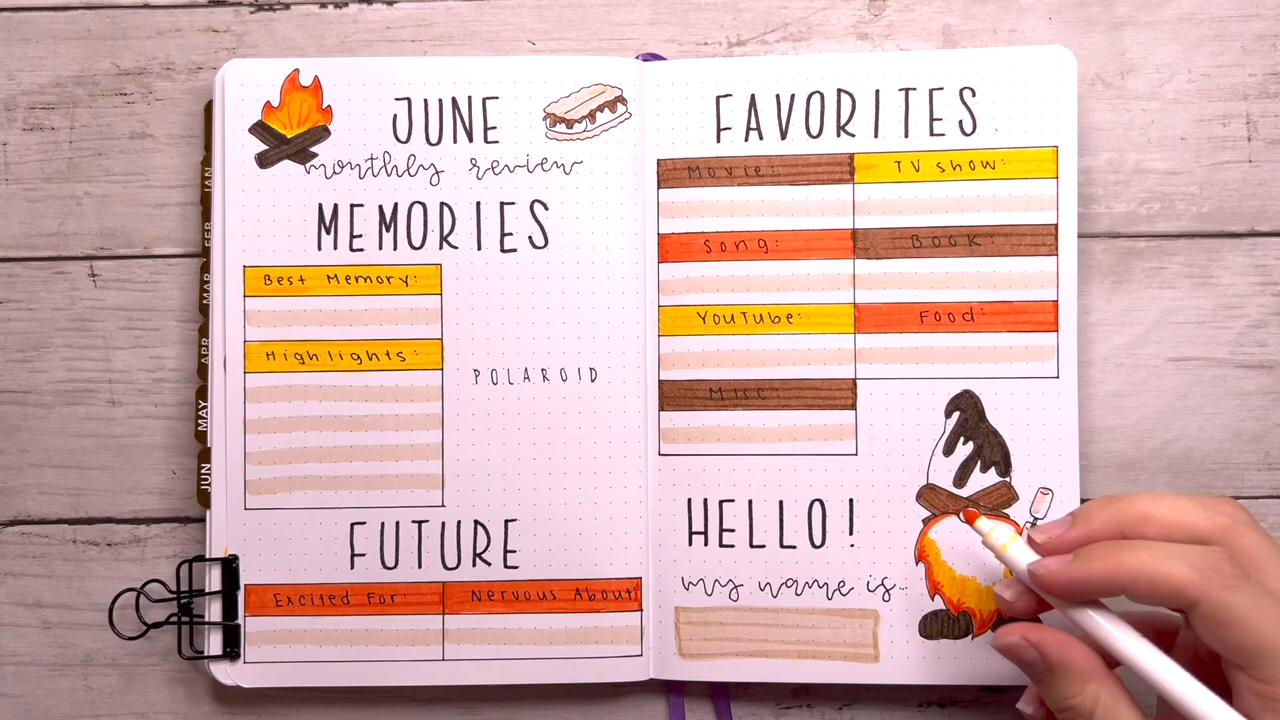 JAN
FEB
MAR
APR
MAY
JUN
JUNE
monthly review
MEMORIES
Best Memory:
Highlights:
POLAROID
FUTURE
Excited For:
Nervous About
FAVORITES
Movie:
TV show:
Song:
Book:
YouTube:
Food:
Misc:
HELLO!
my name is..